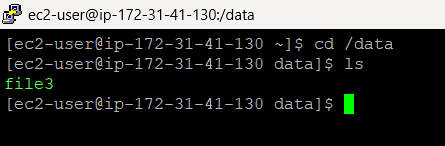 ec2-user@ip-172-31-41-130:/data
[ec2-user@ip-172-31-41-130 ~]$ cd /data
[ec2-user@ip-172-31-41-130 data]$ ls
file3
[ec2-user@ip-172-31-41-130 data]$